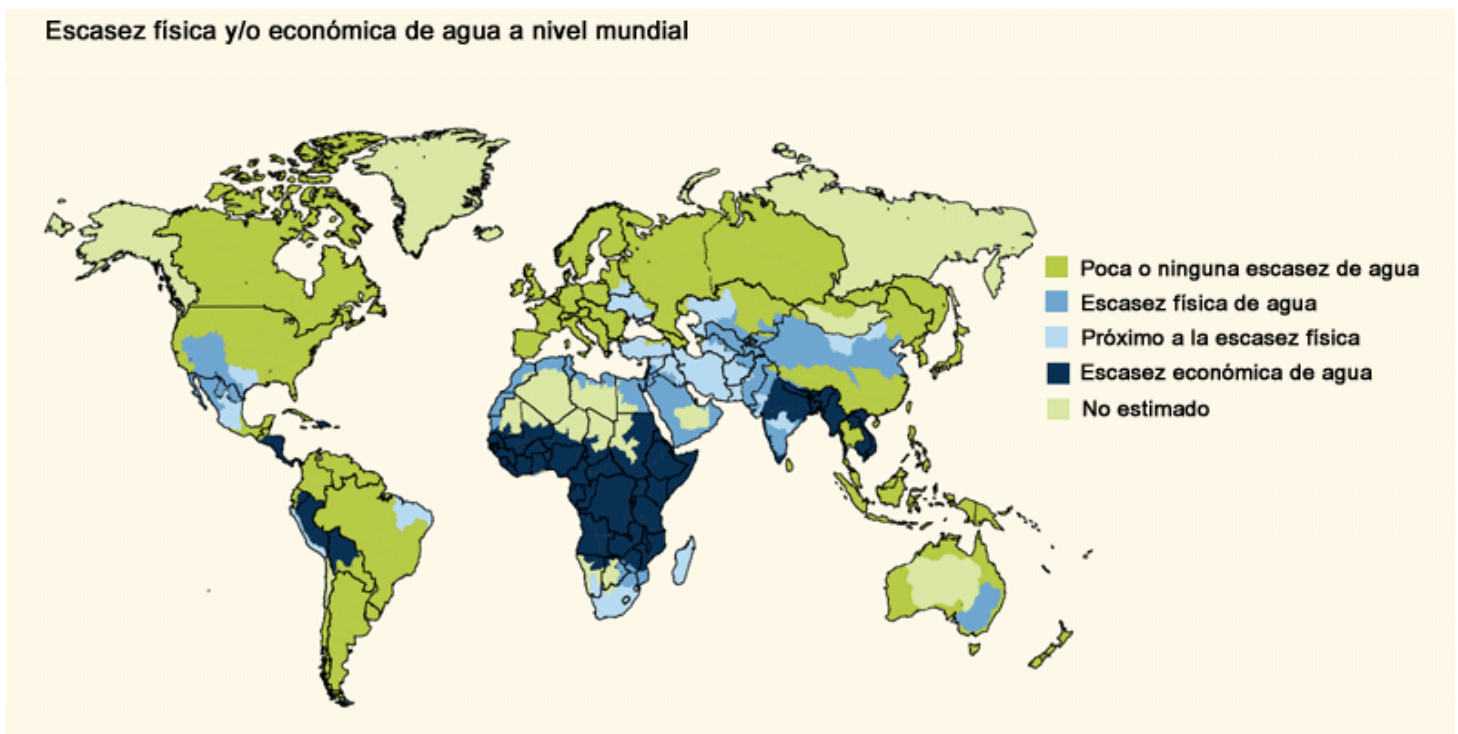 Escasez física y/o económica de agua a nivel mundial
Poca o ninguna escasez de agua
Escasez física de agua
Próximo a la escasez física
Escasez económica de agua
No estimado